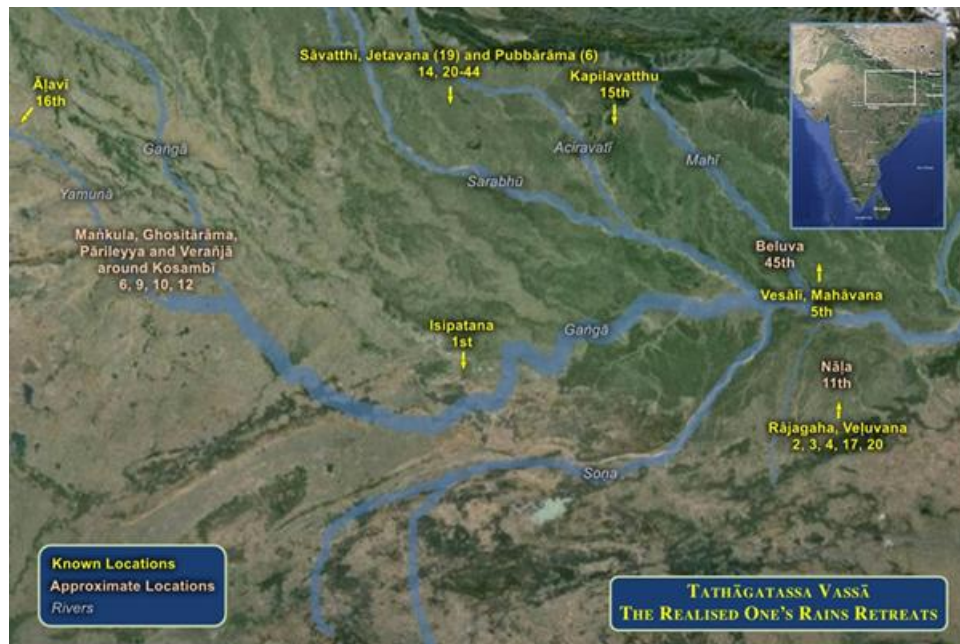 Sāvatthi, Jetavana (19) and Pubbārāma (6)
14, 20-44
Kapilavatthu
15th
Āḷavī
16th
Gaṅgā
Aciravatī
Mahī
Yamunā
Sarabhū
Maṅkula, Ghositārāma,
Pārileyya and Verañjā
around Kosambī
6, 9, 10, 12
Beluva
45th
Vesālī, Mahāvana
5th
Isipatana
1st
Gaṅgā
Nāḷa
11th
Rājagaha, Veḷuvana
2, 3, 4, 17, 20
Soṇa
Known Locations
Approximate Locations
Rivers
TATHĀGATASSA VASSĀ
THE REALISED ONE'S RAINS RETREATS